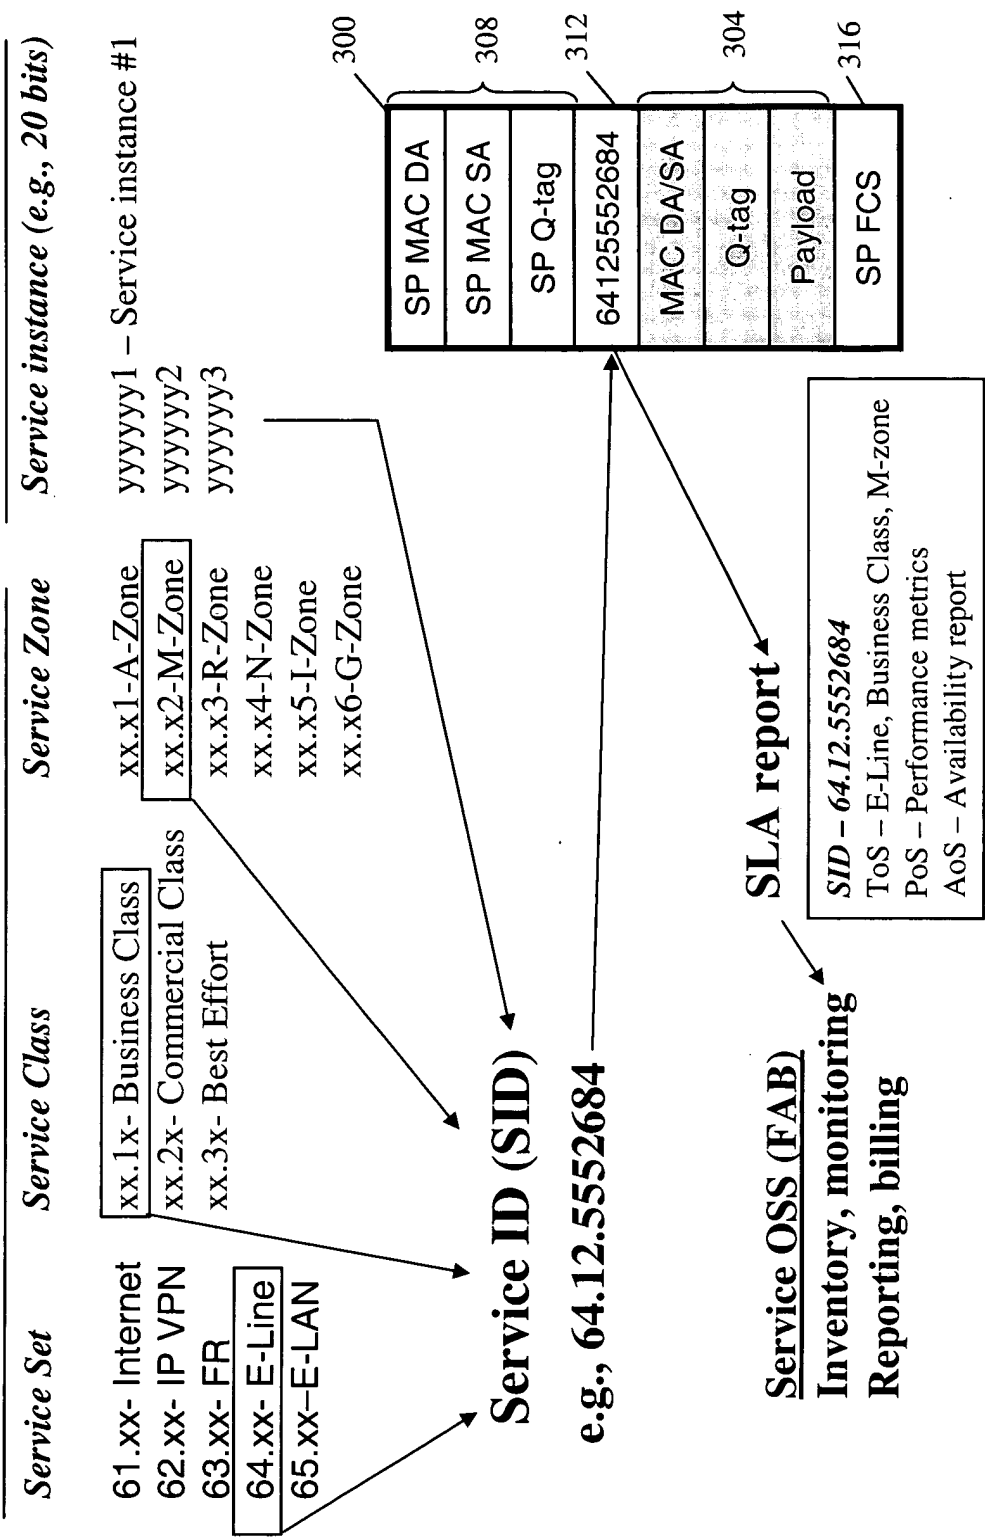 Service Set
61.xx- Internet
62.xx- IP VPN
63.xx- FR
64.xx- E-Line
65.xx–E-LAN
Service Class
xx.1x- Business Class
xx.2x- Commercial Class
xx.3x- Best Effort
Service Zone
xx.x1-A-Zone
xx.x2-M-Zone
xx.x3-R-Zone
xx.x4-N-Zone
xx.x5-I-Zone
xx.x6-G-Zone
Service instance (e.g., 20 bits)
yyyyyy1 – Service instance #1
yyyyyy2
yyyyyy3
Service ID (SID)
e.g., 64.12.5552684
300
308
312
304
316
SP MAC DA
SP MAC SA
SP Q-tag
64125552684
MAC DA/SA
Q-tag
Payload
SP FCS
Service OSS (FAB)
Inventory, monitoring
Reporting, billing
SLA report
SID – 64.12.5552684
ToS – E-Line, Business Class, M-zone
PoS – Performance metrics
AoS – Availability report